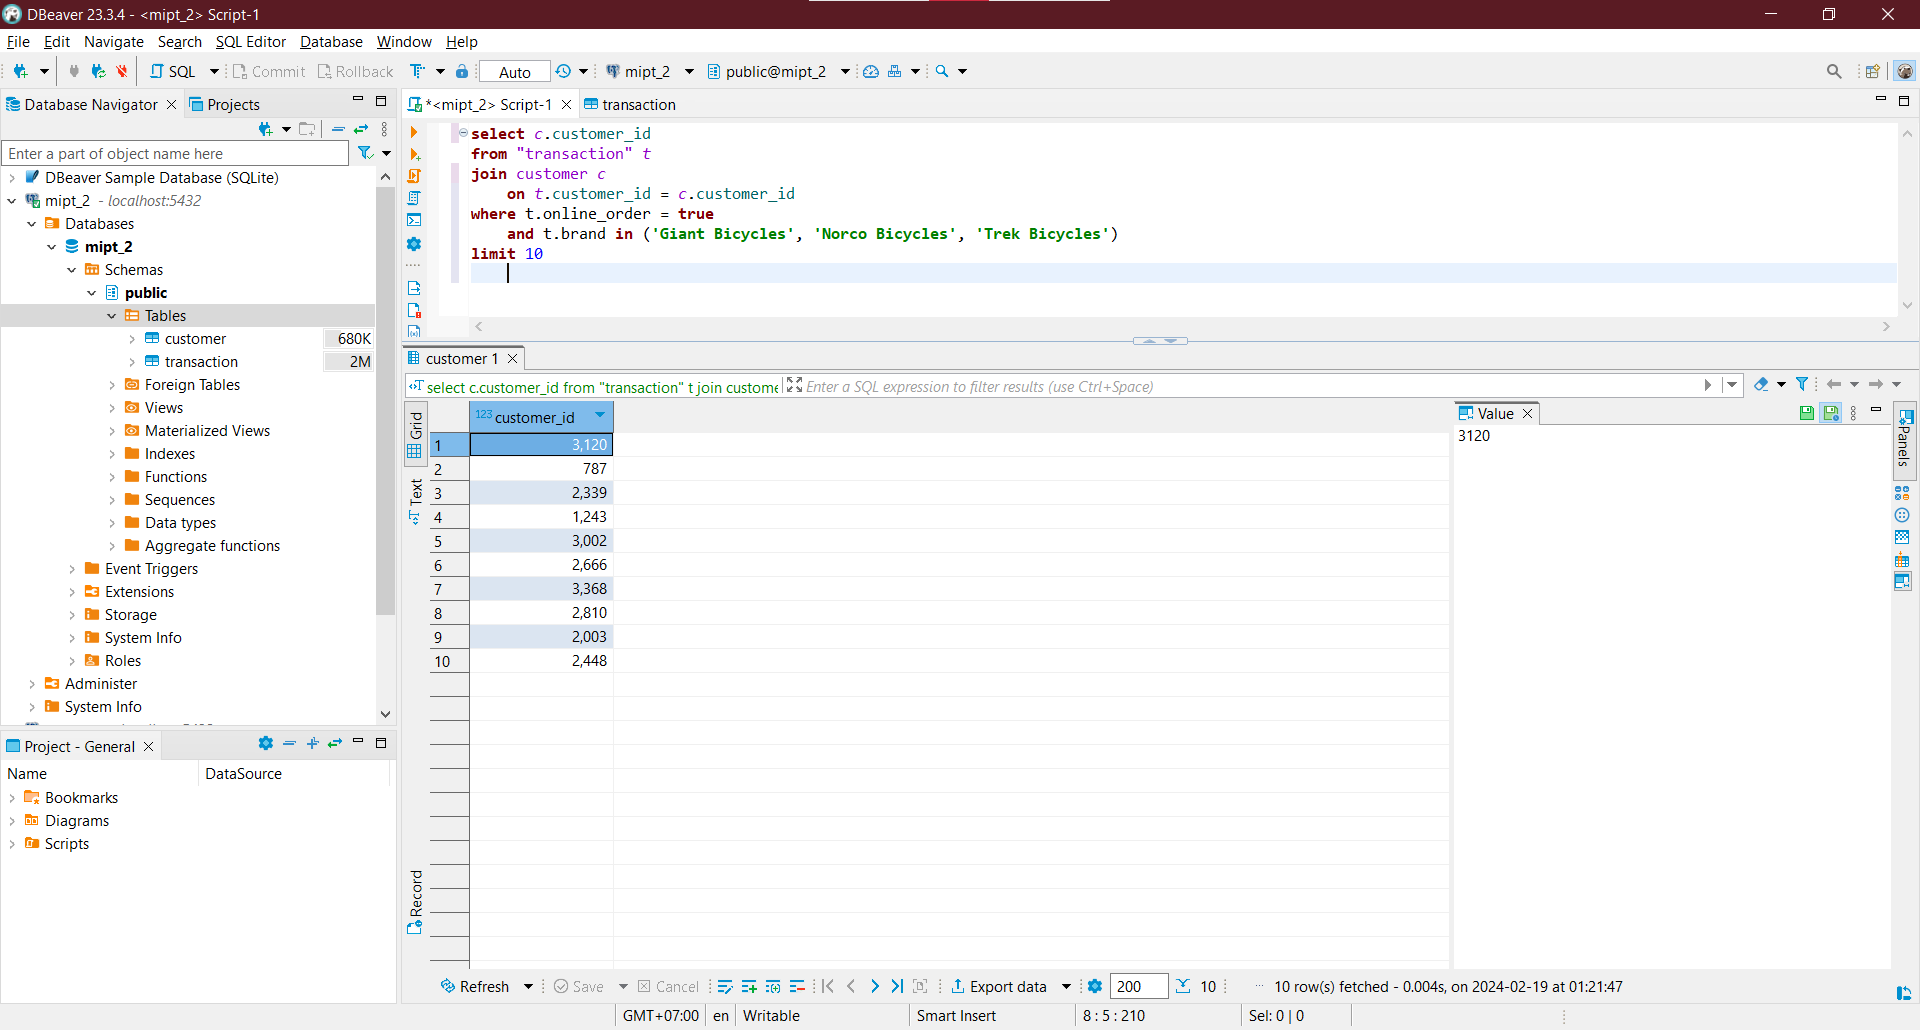 DBeaver 23.3.4 - <mipt_2> Script-1
File Edit Navigate Search SQL Editor Database Window Help
SQL Commit Rollback Auto mipt_2 public@mipt_2
Database Navigator Projects
Enter a part of object name here
DBeaver Sample Database (SQLite)
mipt_2 - localhost:5432
Databases
mipt_2
Schemas
public
Tables
customer 680K
transaction 2M
Foreign Tables
Views
Materialized Views
Indexes
Functions
Sequences
Data types
Aggregate functions
Event Triggers
Extensions
Storage
System Info
Roles
Administer
System Info
Project - General
Name DataSource
Bookmarks
Diagrams
Scripts
*<mipt_2> Script-1 transaction
select c.customer_id
from "transaction" t
join customer c
on t.customer_id = c.customer_id
where t.online_order = true
and t.brand in ('Giant Bicycles', 'Norco Bicycles', 'Trek Bicycles')
limit 10
customer 1
select c.customer_id from "transaction" t join custome Enter a SQL expression to filter results (use Ctrl+Space)
Grid
Text
Record
123 customer_id
1 3,120
2 787
3 2,339
4 1,243
5 3,002
6 2,666
7 3,368
8 2,810
9 2,003
10 2,448
Value
3120
Panels
Refresh Save Cancel Export data 200 10 10 row(s) fetched - 0.004s, on 2024-02-19 at 01:21:47
GMT+07:00 en Writable Smart Insert 8 : 5 : 210 Sel: 0 | 0